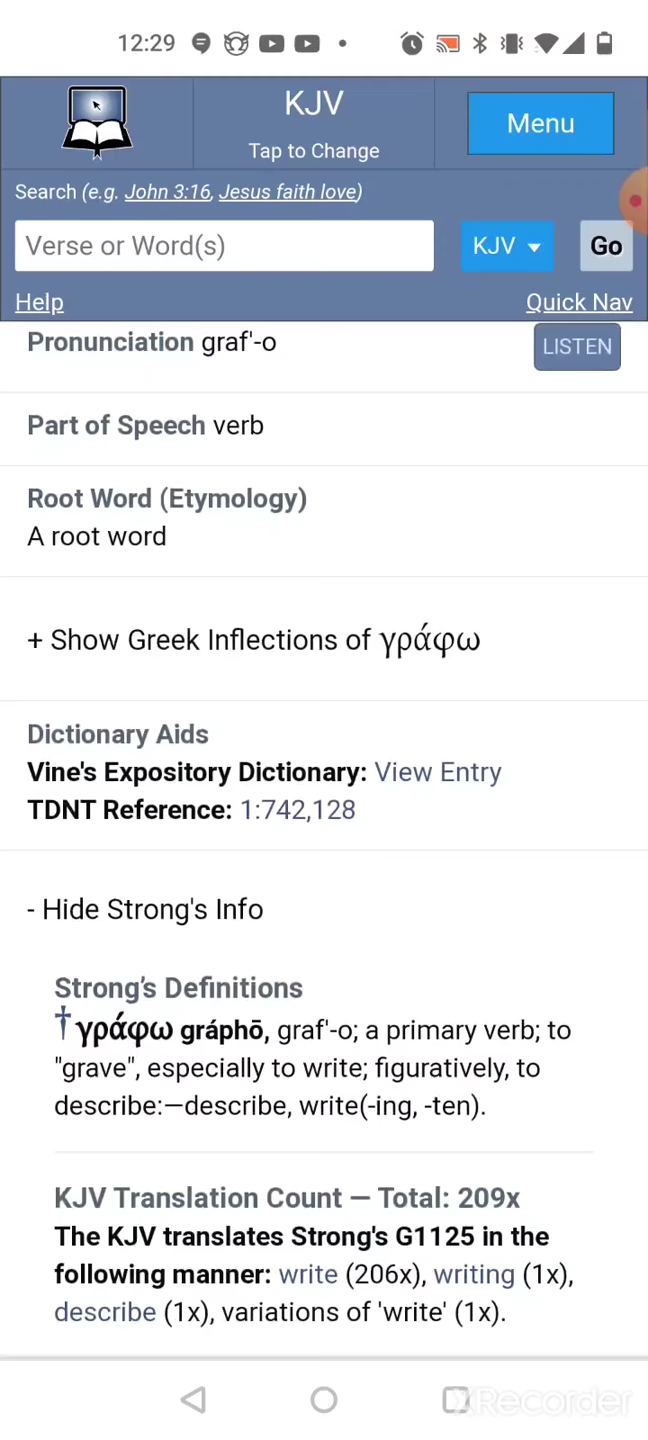 12:29
KJV
Tap to Change
Menu
Search (e.g. John 3:16, Jesus faith love)
Verse or Word(s)
KJV
Go
Help
Quick Nav
Pronunciation graf'-o
LISTEN
Part of Speech verb
Root Word (Etymology)
A root word
+ Show Greek Inflections of γράφω
Dictionary Aids
Vine's Expository Dictionary: View Entry
TDNT Reference: 1:742,128
- Hide Strong's Info
Strong’s Definitions
†γράφω gráphō, graf'-o; a primary verb; to
"grave", especially to write; figuratively, to
describe:—describe, write(-ing, -ten).
KJV Translation Count — Total: 209x
The KJV translates Strong's G1125 in the
following manner: write (206x), writing (1x),
describe (1x), variations of 'write' (1x).
XRecorder